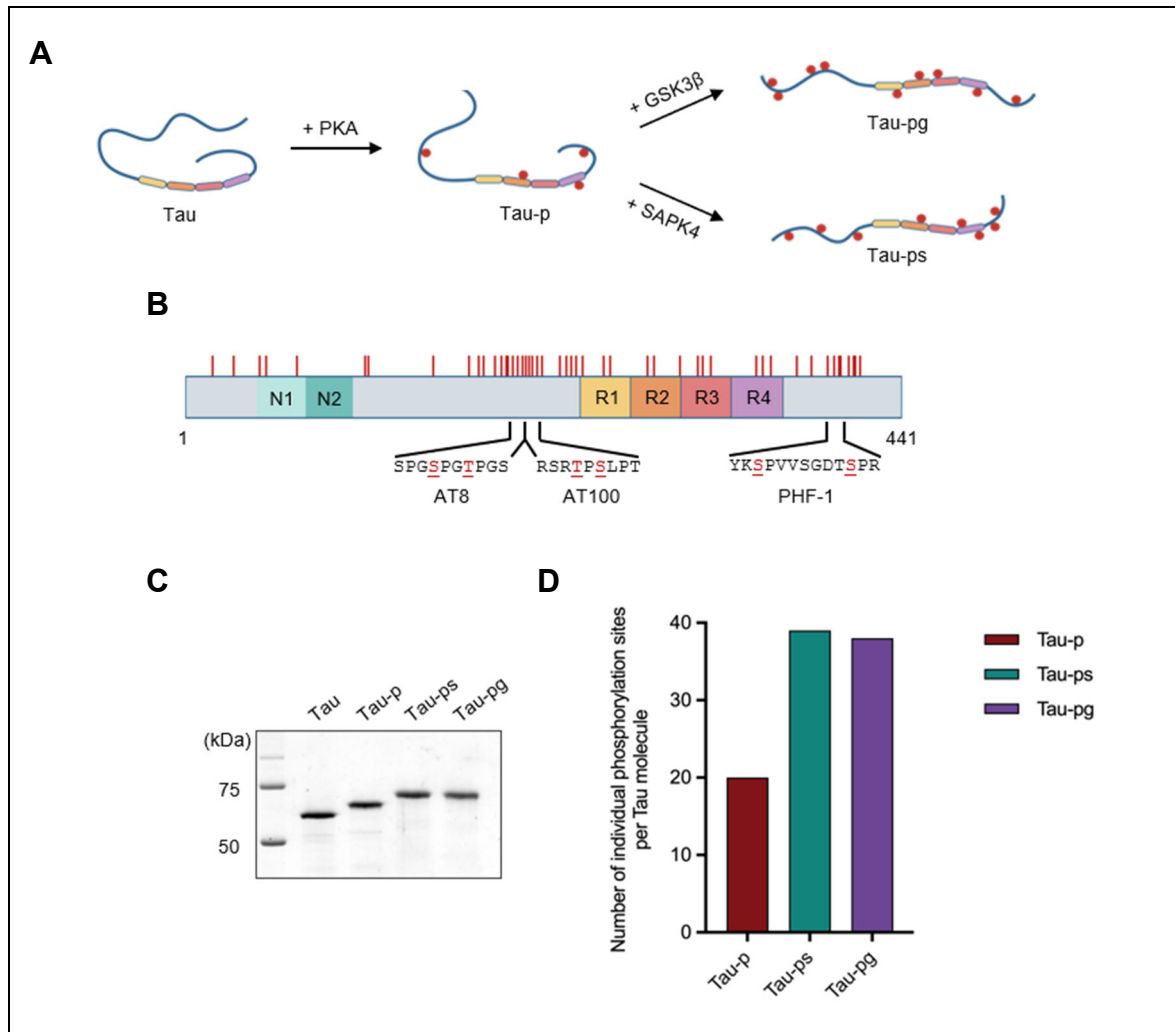 A
+ PKA
+ GSK3β
+ SAPK4
Tau
Tau-p
Tau-pg
Tau-ps
B
N1 N2 R1 R2 R3 R4
1 441
SPGSPGTPGS RSRTPSLPT YKSPVVSGDTSPR
AT8 AT100 PHF-1
C
Tau Tau-p Tau-ps Tau-pg
(kDa)
75
50
D
Number of individual phosphorylation sites
per Tau molecule
40
30
20
10
0
Tau-p Tau-ps Tau-pg
Tau-p
Tau-ps
Tau-pg